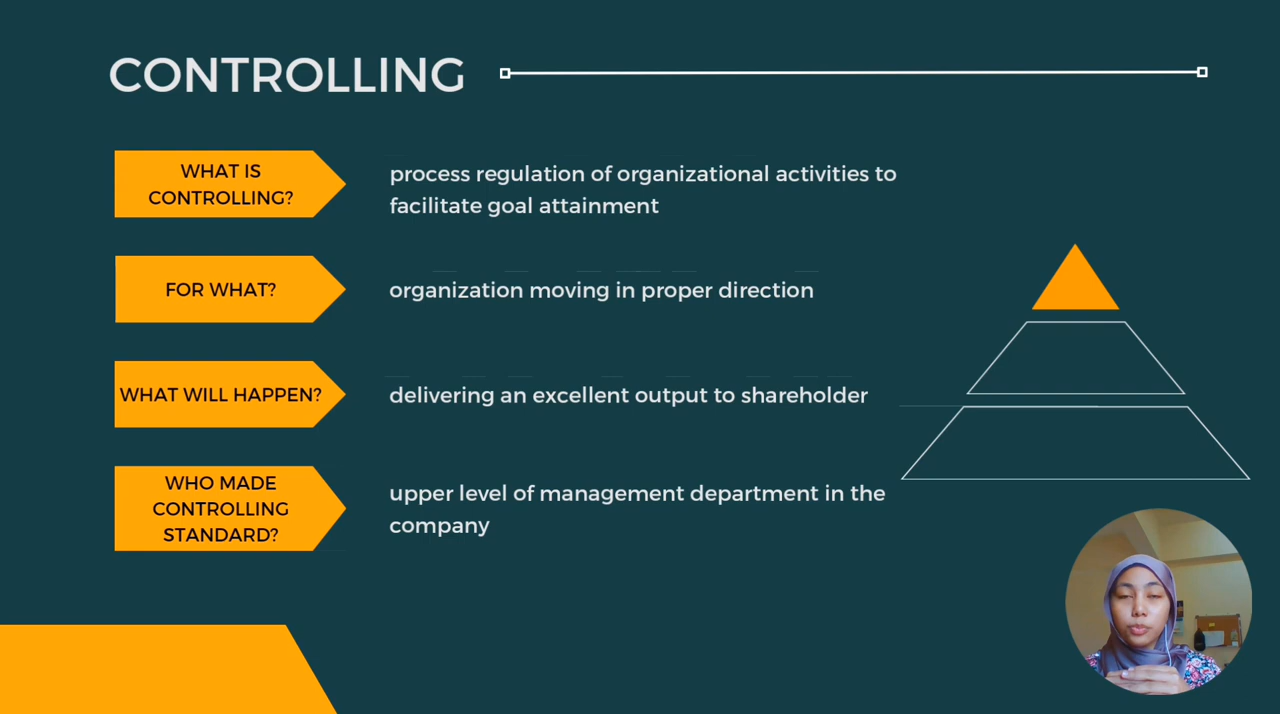 CONTROLLING
WHAT IS
CONTROLLING?
process regulation of organizational activities to
facilitate goal attainment
FOR WHAT?
organization moving in proper direction
WHAT WILL HAPPEN?
delivering an excellent output to shareholder
WHO MADE
CONTROLLING
STANDARD?
upper level of management department in the
company